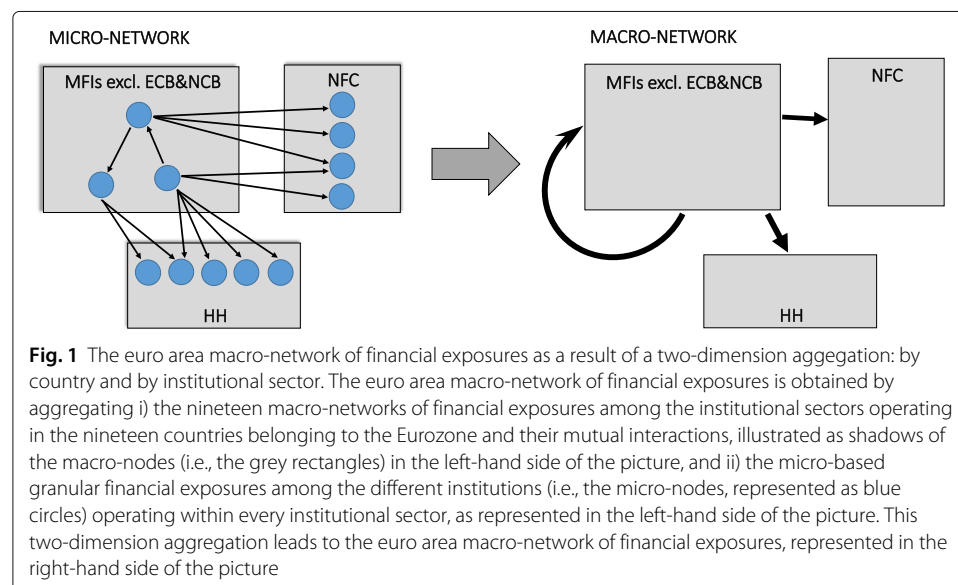 MICRO-NETWORK
MACRO-NETWORK
MFIs excl. ECB&NCB
NFC
HH
MFIs excl. ECB&NCB
NFC
HH
Fig. 1 The euro area macro-network of financial exposures as a result of a two-dimension aggegation: by
country and by institutional sector. The euro area macro-network of financial exposures is obtained by
aggregating i) the nineteen macro-networks of financial exposures among the institutional sectors operating
in the nineteen countries belonging to the Eurozone and their mutual interactions, illustrated as shadows of
the macro-nodes (i.e., the grey rectangles) in the left-hand side of the picture, and ii) the micro-based
granular financial exposures among the different institutions (i.e., the micro-nodes, represented as blue
circles) operating within every institutional sector, as represented in the left-hand side of the picture. This
two-dimension aggregation leads to the euro area macro-network of financial exposures, represented in the
right-hand side of the picture